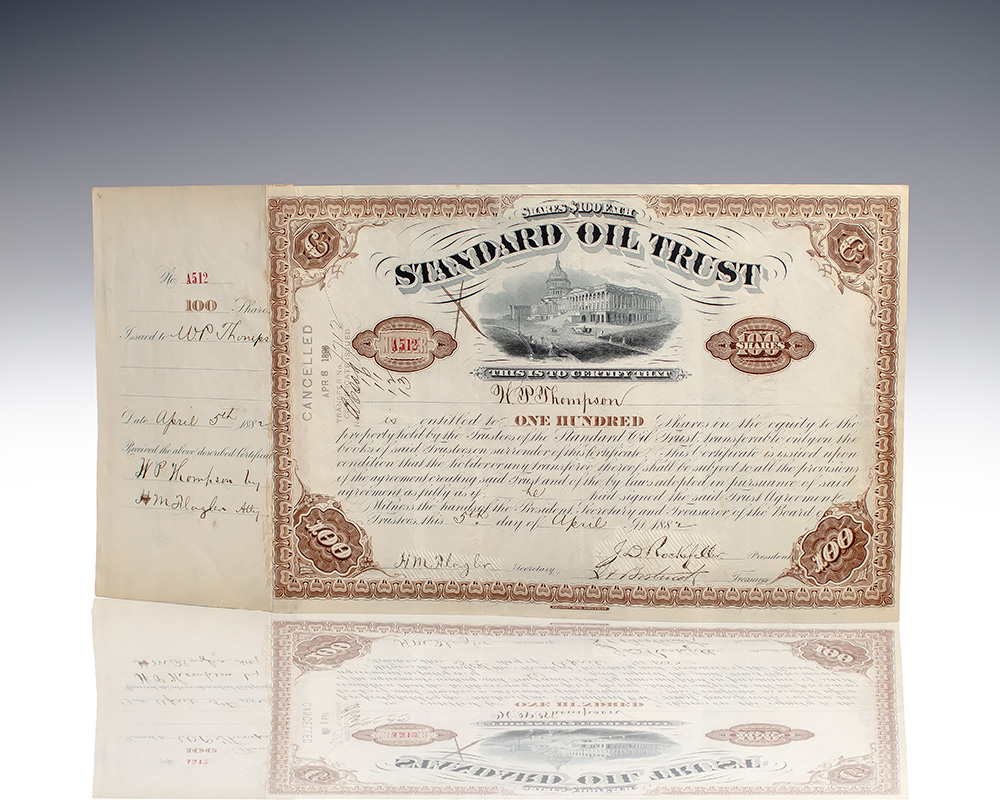 No. A512
100 Shares
Issued to W P Thomps
Date April 5th 1882
Received the above described Certificate
W P Thompson by
H M Flagler Atty
CANCELLED
APR 8
TRANSFER No.
SHARES $100 EACH
STANDARD OIL TRUST
A512
100
SHARES
THIS IS TO CERTIFY THAT
W P Thompson
is entitled to ONE HUNDRED Shares in the equity to the
property held by the Trustees of the Standard Oil Trust, transferable only on the
books of said Trustees on surrender of this Certificate. This Certificate is issued upon
condition that the holder or any transferee thereof shall be subject to all the provisions
of the agreement creating said Trust and of the by laws adopted in pursuance of said
agreement as fully as if he had signed the said Trust Agreement.
Witness the hands of the President Secretary and Treasurer of the Board of
Trustees, this 5th day of April A.D. 1882
100
100
H M Flagler Secretary,
J D Rockefeller President
Treasurer